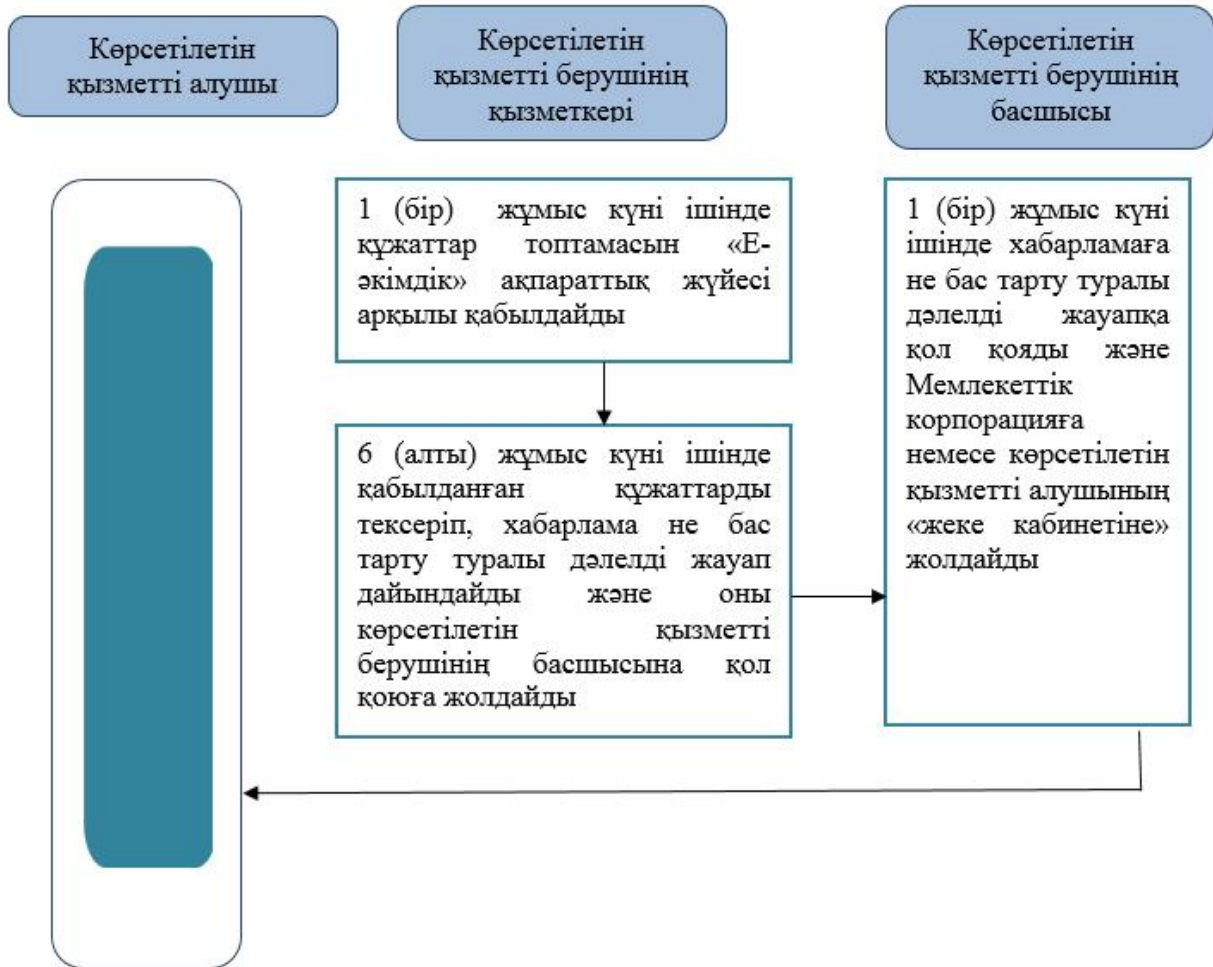 Көрсетілетін
қызметті алушы
Көрсетілетін
қызметті берушінің
қызметкері
Көрсетілетін
қызметті берушінің
басшысы
1 (бір) жұмыс күні ішінде
құжаттар топтамасын «Е-
әкімдік» ақпараттық жүйесі
арқылы қабылдайды
6 (алты) жұмыс күні ішінде
қабылданған құжаттарды
тексеріп, хабарлама не бас
тарту туралы дәлелді жауап
дайындайды және оны
көрсетілетін қызметті
берушінің басшысына қол
қоюға жолдайды
1 (бір) жұмыс күні
ішінде хабарламаға
не бас тарту туралы
дәлелді жауапқа
қол қояды және
Мемлекеттік
корпорацияға
немесе көрсетілетін
қызметті алушының
«жеке кабинетіне»
жолдайды